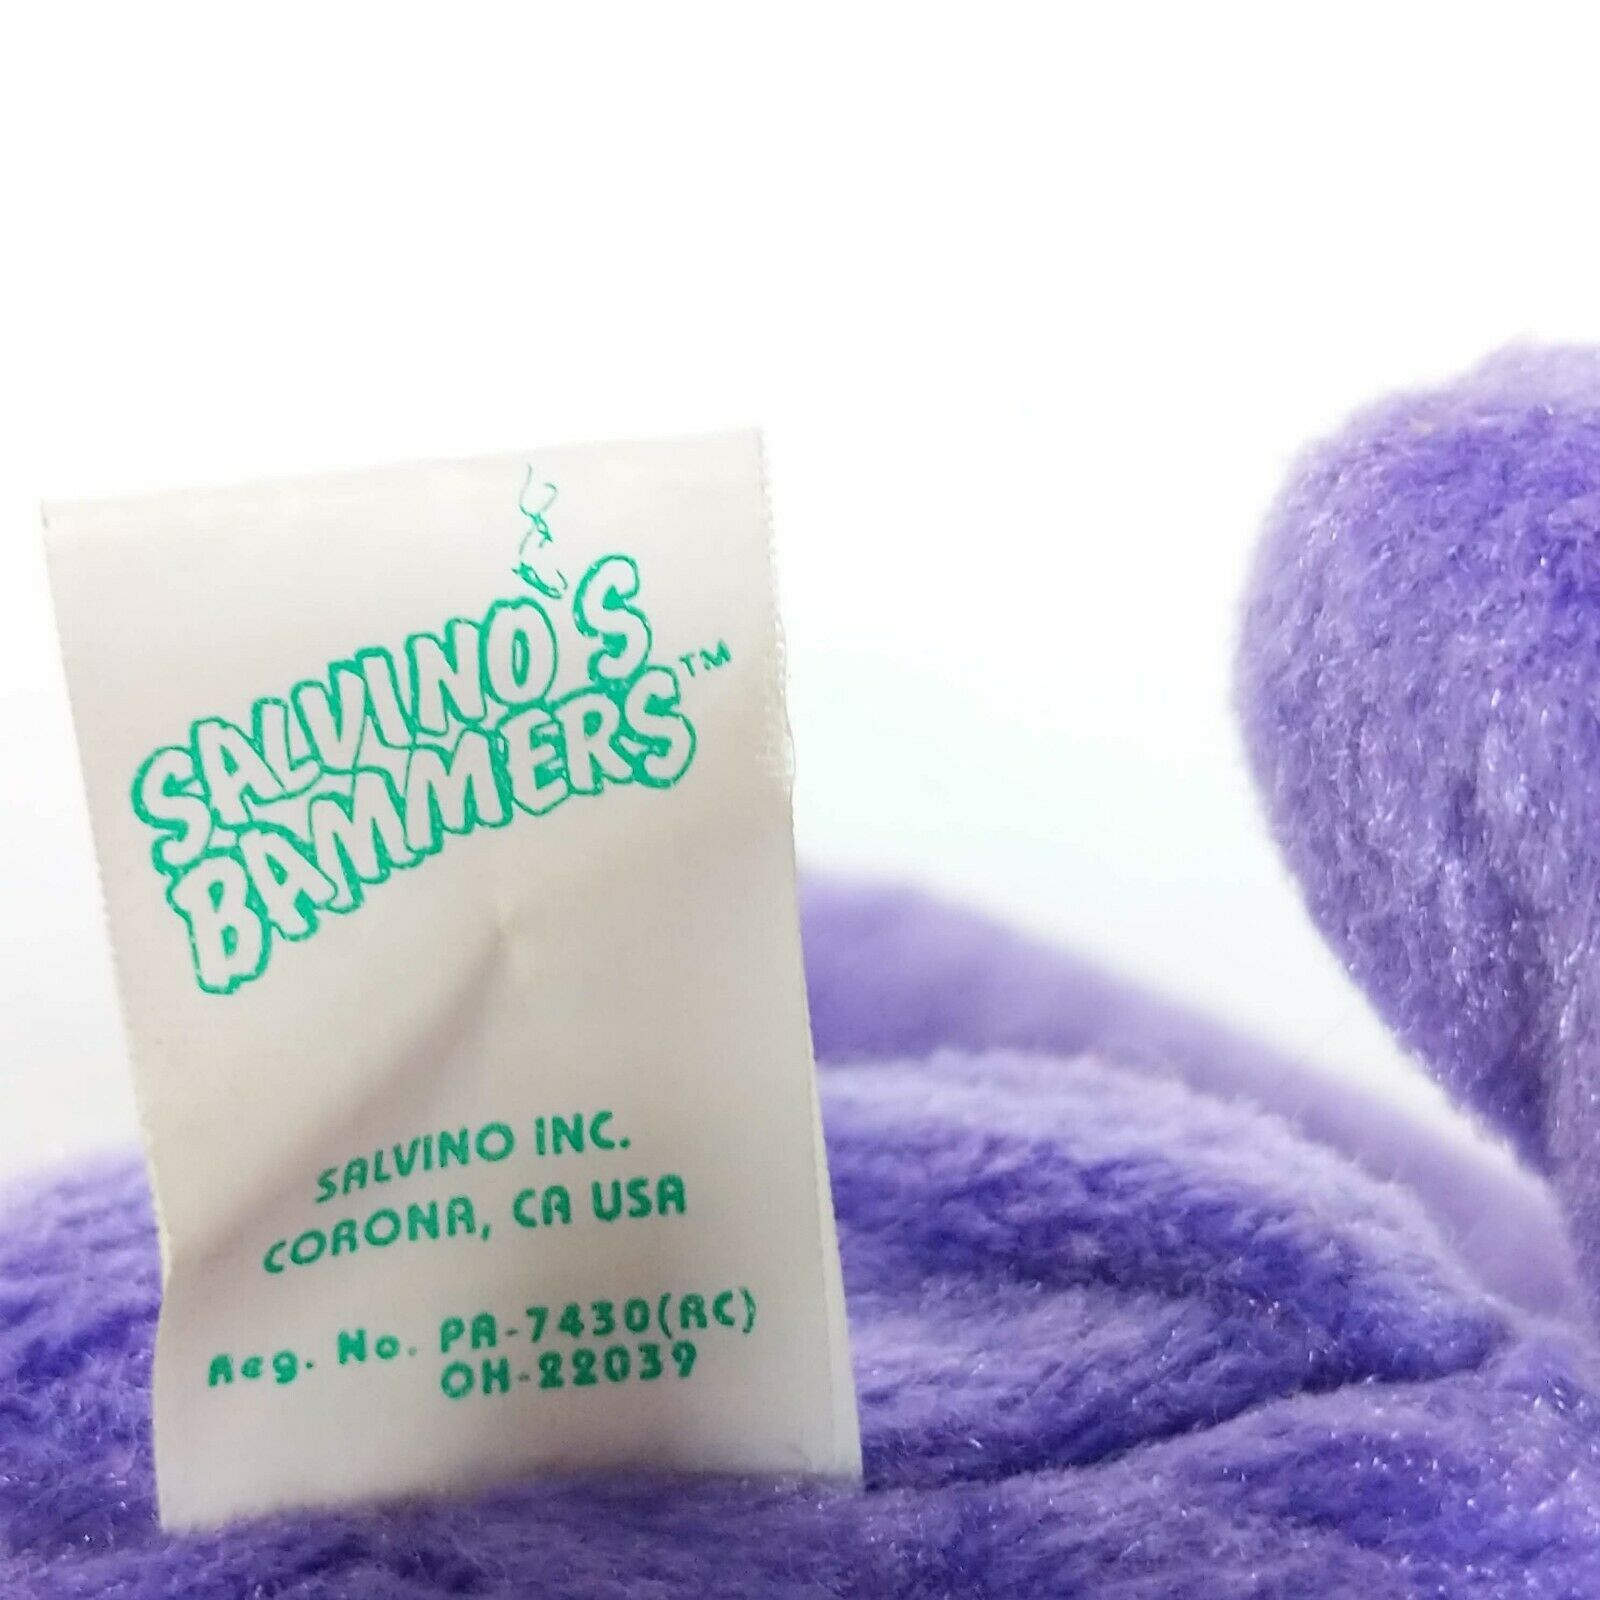 SALVINO'S
BAMMERS™
SALVINO INC.
CORONA, CA USA
Reg. No. PA-7430(RC)
OH-22039